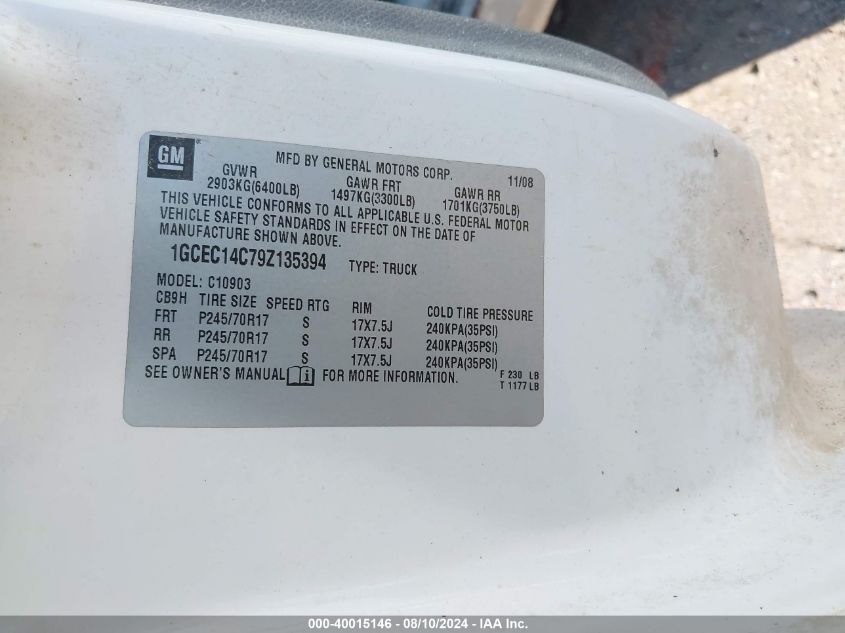 GM
MFD BY GENERAL MOTORS CORP. 11/08
GVWR GAWR FRT GAWR RR
2903KG(6400LB) 1497KG(3300LB) 1701KG(3750LB)
THIS VEHICLE CONFORMS TO ALL APPLICABLE U.S. FEDERAL MOTOR
VEHICLE SAFETY STANDARDS IN EFFECT ON THE DATE OF
MANUFACTURE SHOWN ABOVE.
1GCEC14C79Z135394 TYPE: TRUCK
MODEL: C10903
CB9H TIRE SIZE SPEED RTG RIM COLD TIRE PRESSURE
FRT P245/70R17 S 17X7.5J 240KPA(35PSI)
RR P245/70R17 S 17X7.5J 240KPA(35PSI)
SPA P245/70R17 S 17X7.5J 240KPA(35PSI)
SEE OWNER'S MANUAL FOR MORE INFORMATION. F 230 LB
T 1177 LB
000-40015146 - 08/10/2024 - IAA Inc.